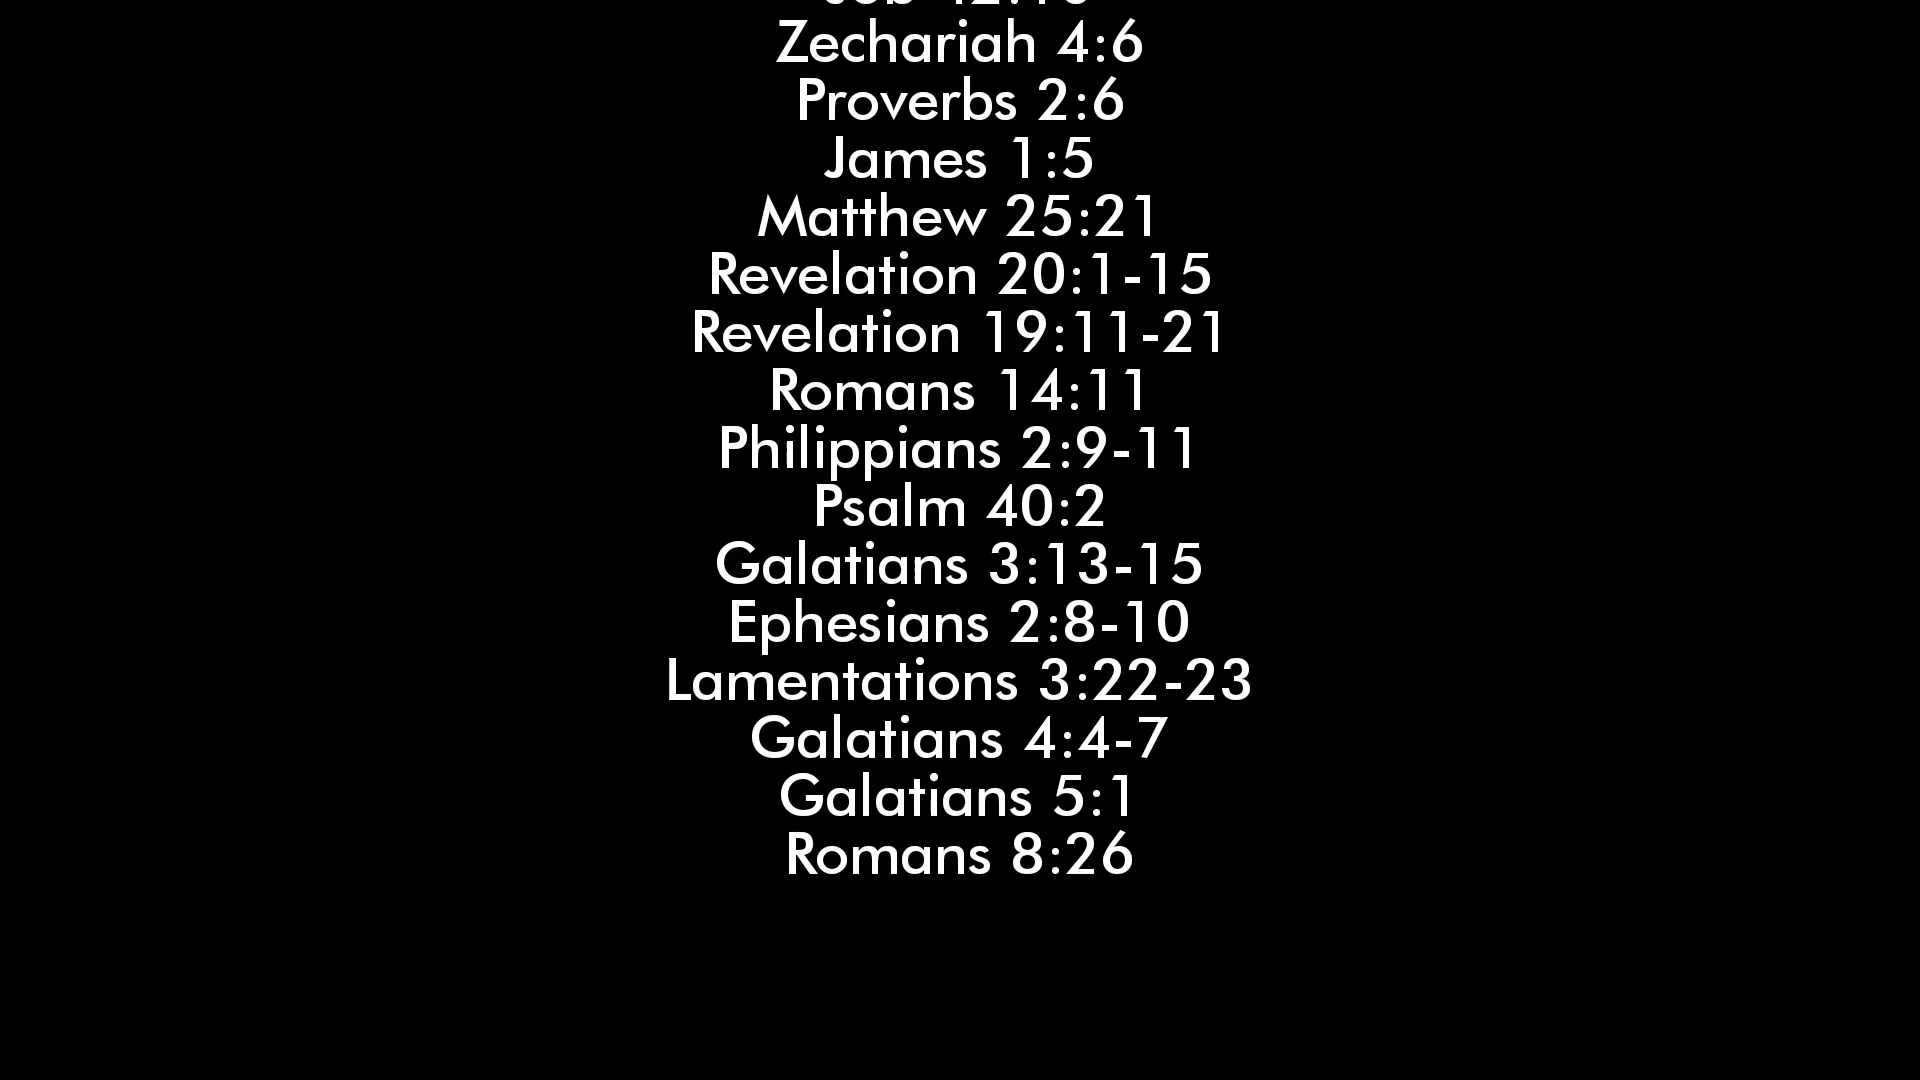 Zechariah 4:6
Proverbs 2:6
James 1:5
Matthew 25:21
Revelation 20:1-15
Revelation 19:11-21
Romans 14:11
Philippians 2:9-11
Psalm 40:2
Galatians 3:13-15
Ephesians 2:8-10
Lamentations 3:22-23
Galatians 4:4-7
Galatians 5:1
Romans 8:26